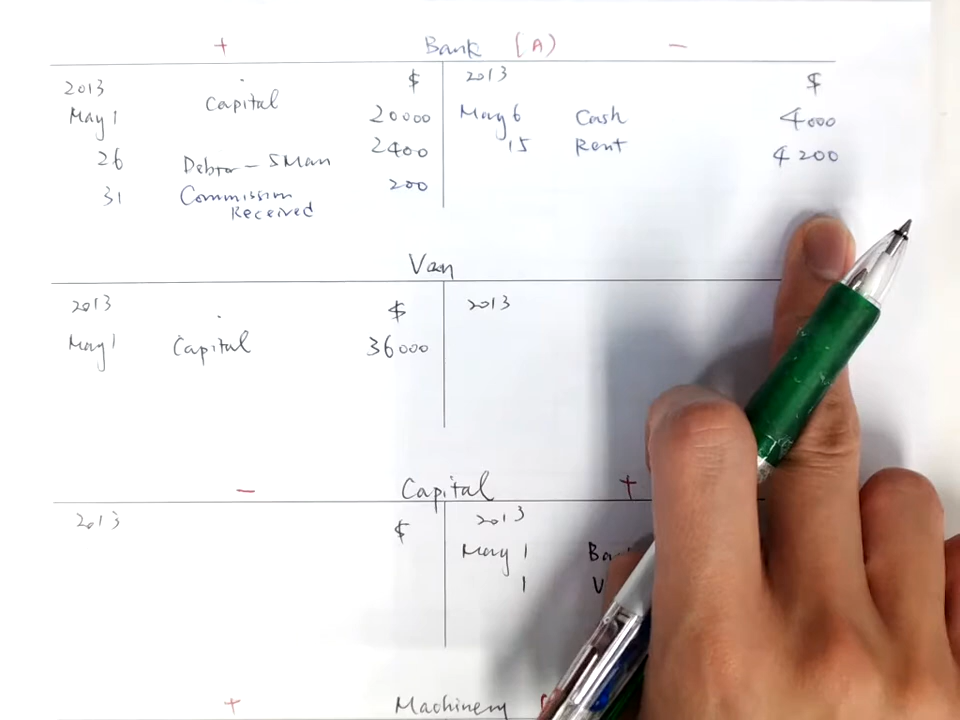 + Bank [A) −
2013 $ 2013 $
May 1 Capital 20000 May 6 Cash 4000
26 Debtor – S Man 2400 15 Rent 4200
31 Commission Received 200
Van
2013 $ 2013
May 1 Capital 36000
− Capital +
2013 $ 2013
May 1
1
+ Machinery